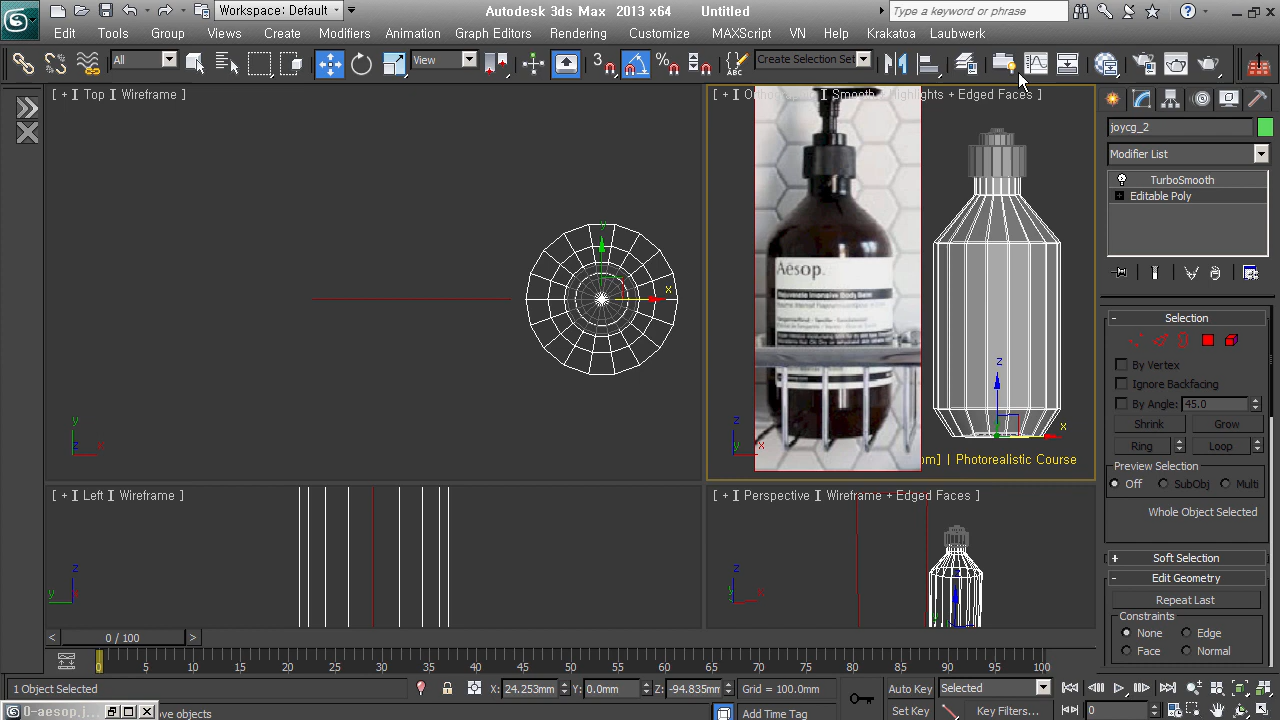 Workspace: Default
Autodesk 3ds Max 2013 x64 Untitled
Type a keyword or phrase
Edit Tools Group Views Create Modifiers Animation Graph Editors Rendering Customize MAXScript VN Help Krakatoa Laubwerk
All View 3 Create Selection Set
[ + ] Top ] Wireframe ]
Smooth + Highlights + Edged Faces ]
joycg_2
Modifier List
TurboSmooth
Editable Poly
y
x
Aesop.
z
x
y
z x
z
x
om] | Photorealistic Course
[ + ] Left ] Wireframe ]
[ + ] Perspective ] Wireframe + Edged Faces ]
z
y
z
- Selection
By Vertex
Ignore Backfacing
By Angle: 45.0
Shrink Grow
Ring Loop
Preview Selection
Off SubObj Multi
Whole Object Selected
+ Soft Selection
- Edit Geometry
Repeat Last
Constraints
None Edge
Face Normal
< 0 / 100 >
0 5 10 15 20 25 30 35 40 45 50 55 60 65 70 75 80 85 90 95 100
1 Object Selected X: 24.253mm Y: 0.0mm Z: -94.835mm Grid = 100.0mm Auto Key Selected
0-aesop.j... ove objects Add Time Tag Set Key Key Filters... 0